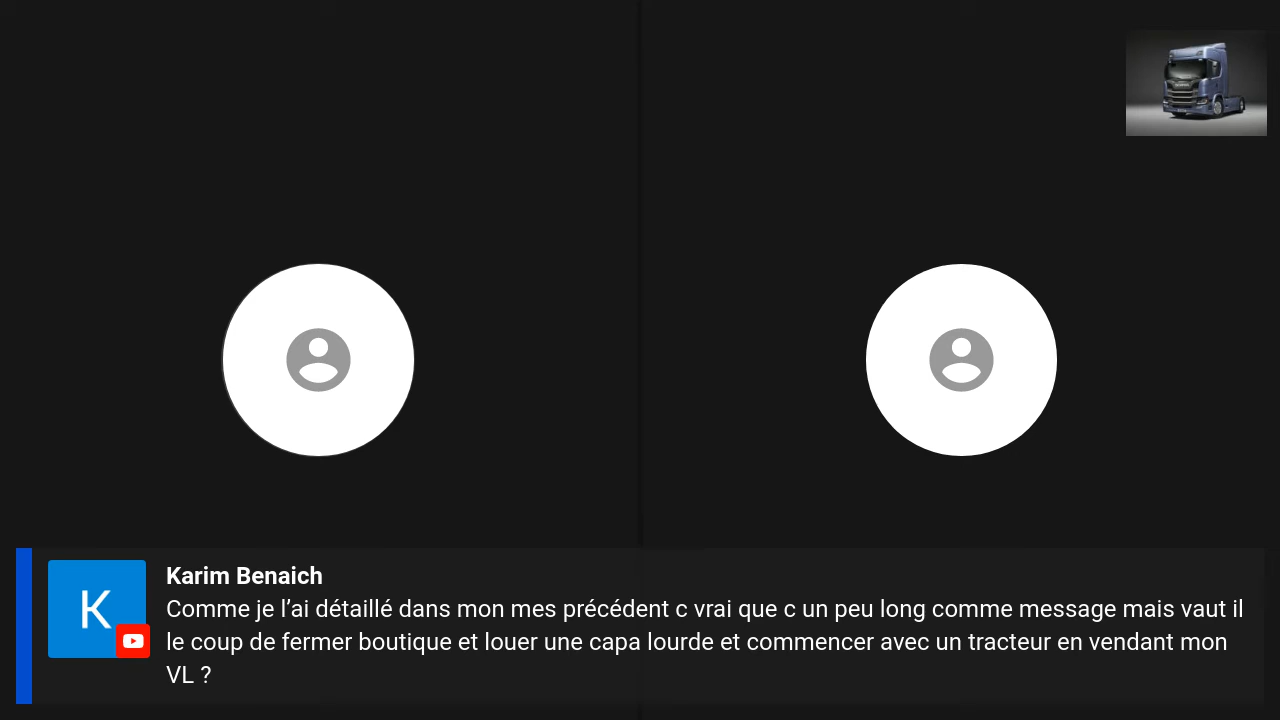 K
Karim Benaich
Comme je l’ai détaillé dans mon mes précédent c vrai que c un peu long comme message mais vaut il
le coup de fermer boutique et louer une capa lourde et commencer avec un tracteur en vendant mon
VL ?